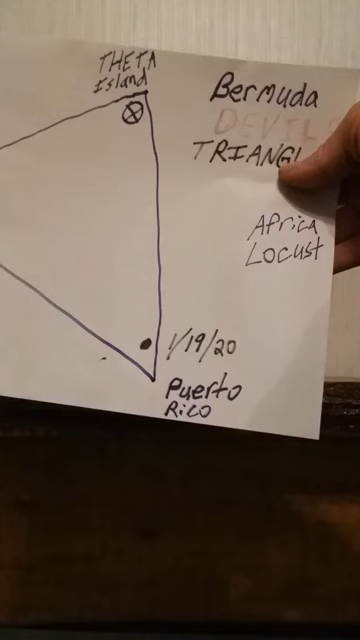 THETA
Island
Bermuda
DEVIL
TRIANGL
Africa
Locust
1/19/20
Puerto
Rico